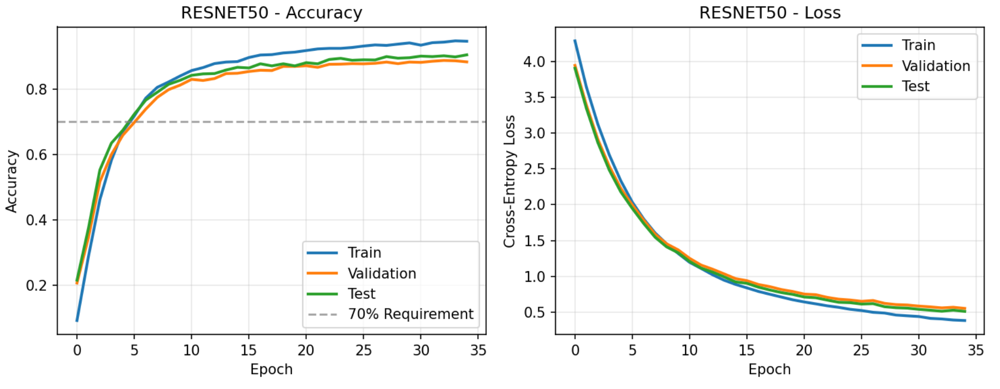 RESNET50 - Accuracy
Accuracy
0.8
0.6
0.4
0.2
Train
Validation
Test
70% Requirement
0 5 10 15 20 25 30 35
Epoch
RESNET50 - Loss
Cross-Entropy Loss
4.0
3.5
3.0
2.5
2.0
1.5
1.0
0.5
Train
Validation
Test
0 5 10 15 20 25 30 35
Epoch